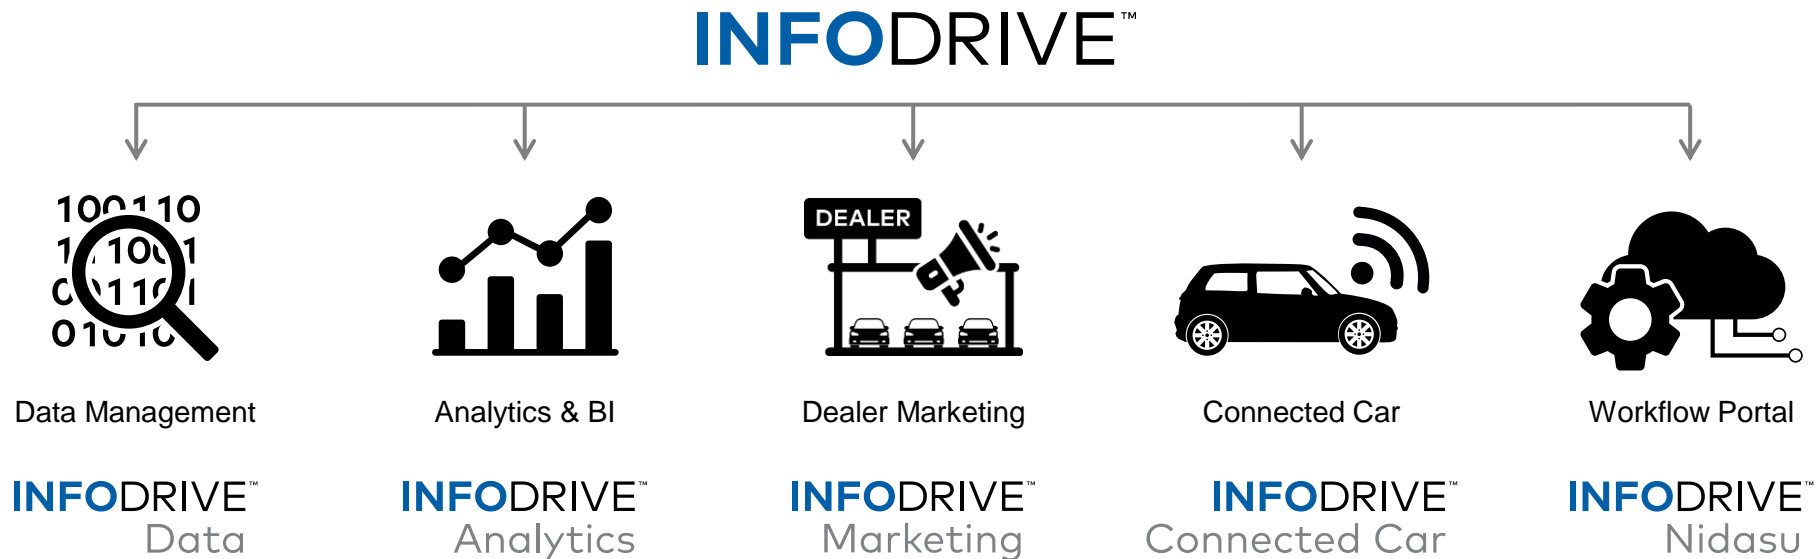 INFODRIVE™
100110
DEALER
Data Management
Analytics & BI
Dealer Marketing
Connected Car
Workflow Portal
INFODRIVE™
Data
INFODRIVE™
Analytics
INFODRIVE™
Marketing
INFODRIVE™
Connected Car
INFODRIVE™
Nidasu